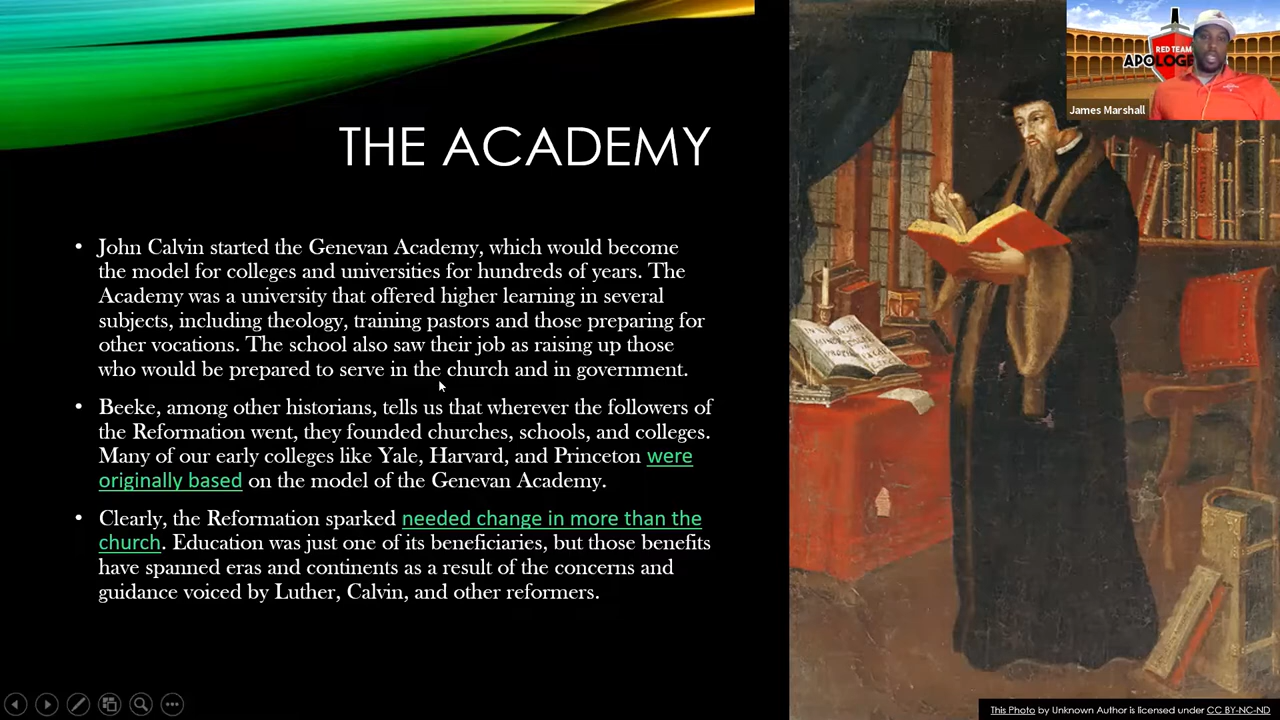 RED TEAM
James Marshall
THE ACADEMY
• John Calvin started the Genevan Academy, which would become
the model for colleges and universities for hundreds of years. The
Academy was a university that offered higher learning in several
subjects, including theology, training pastors and those preparing for
other vocations. The school also saw their job as raising up those
who would be prepared to serve in the church and in government.
• Beeke, among other historians, tells us that wherever the followers of
the Reformation went, they founded churches, schools, and colleges.
Many of our early colleges like Yale, Harvard, and Princeton were
originally based on the model of the Genevan Academy.
• Clearly, the Reformation sparked needed change in more than the
church. Education was just one of its beneficiaries, but those benefits
have spanned eras and continents as a result of the concerns and
guidance voiced by Luther, Calvin, and other reformers.
This Photo by Unknown Author is licensed under CC BY-NC-ND